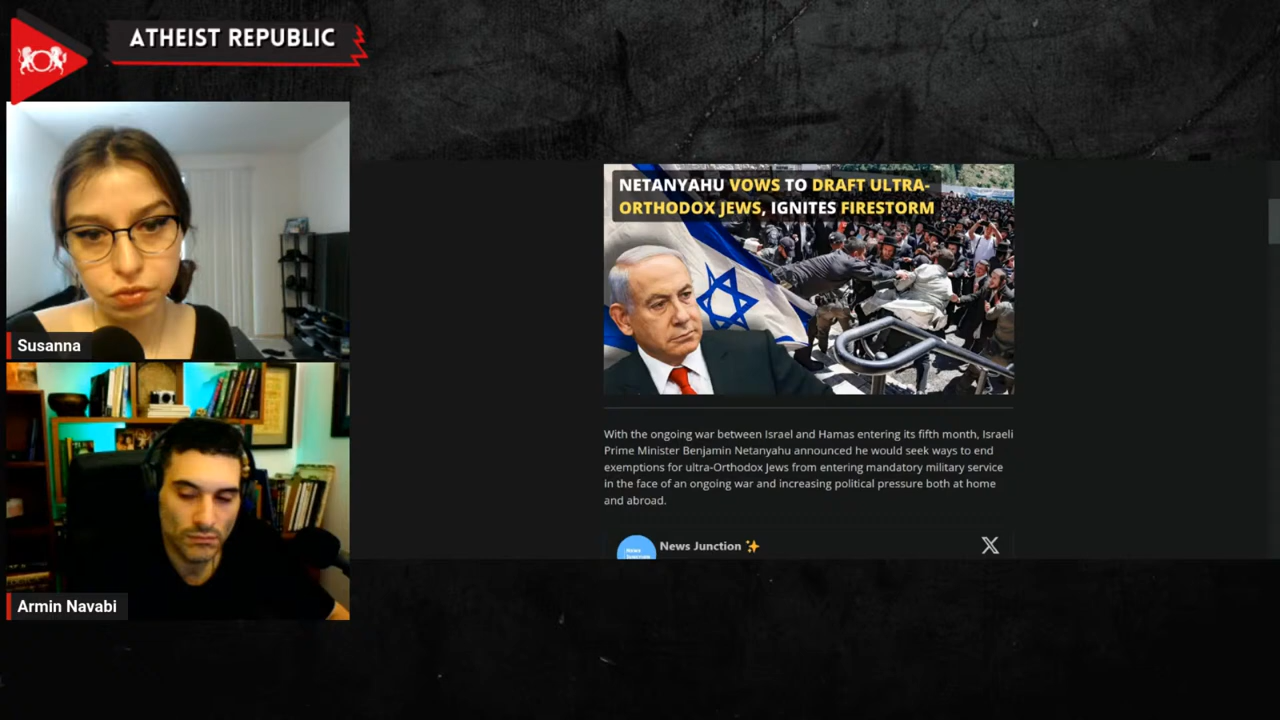 ATHEIST REPUBLIC
Susanna
Armin Navabi
NETANYAHU VOWS TO DRAFT ULTRA-
ORTHODOX JEWS, IGNITES FIRESTORM
With the ongoing war between Israel and Hamas entering its fifth month, Israeli
Prime Minister Benjamin Netanyahu announced he would seek ways to end
exemptions for ultra-Orthodox Jews from entering mandatory military service
in the face of an ongoing war and increasing political pressure both at home
and abroad.
News Junction ✨